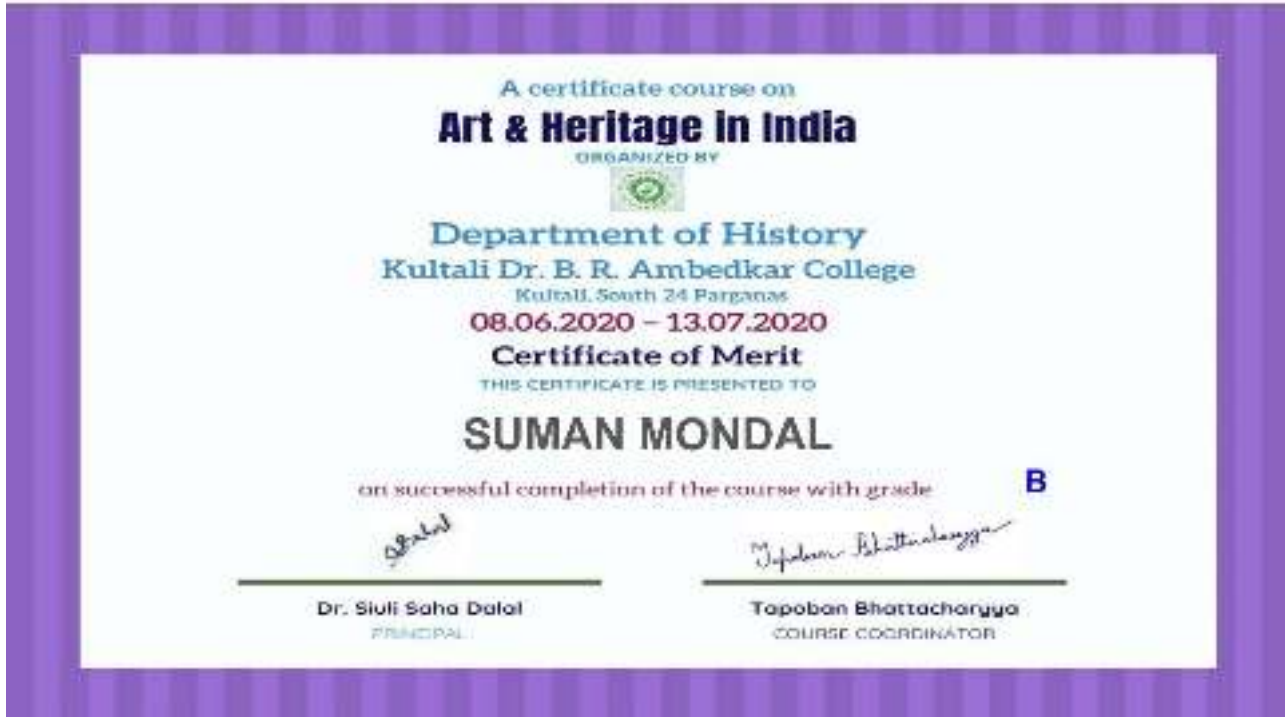 A certificate course on
Art & Heritage in India
ORGANIZED BY
Department of History
Kultali Dr. B. R. Ambedkar College
Kultali, South 24 Parganas
08.06.2020 – 13.07.2020
Certificate of Merit
THIS CERTIFICATE IS PRESENTED TO
SUMAN MONDAL
on successful completion of the course with grade B
Tapoban Bhattacharyya
Dr. Siuli Saha Dalal
PRINCIPAL
Tapoban Bhattacharyya
COURSE COORDINATOR